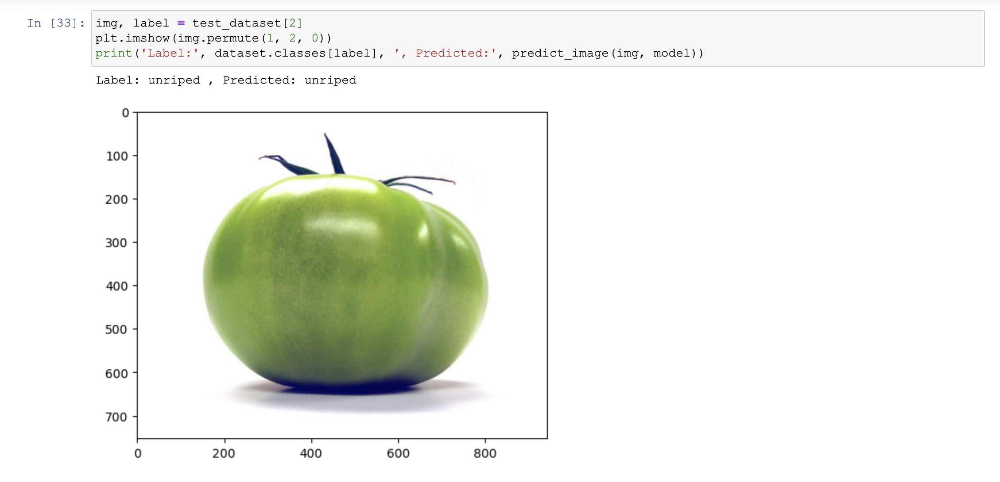 In [33]:
img, label = test_dataset[2]
plt.imshow(img.permute(1, 2, 0))
print('Label:', dataset.classes[label], ', Predicted:', predict_image(img, model))
Label: unriped , Predicted: unriped
0
100
200
300
400
500
600
700
0 200 400 600 800